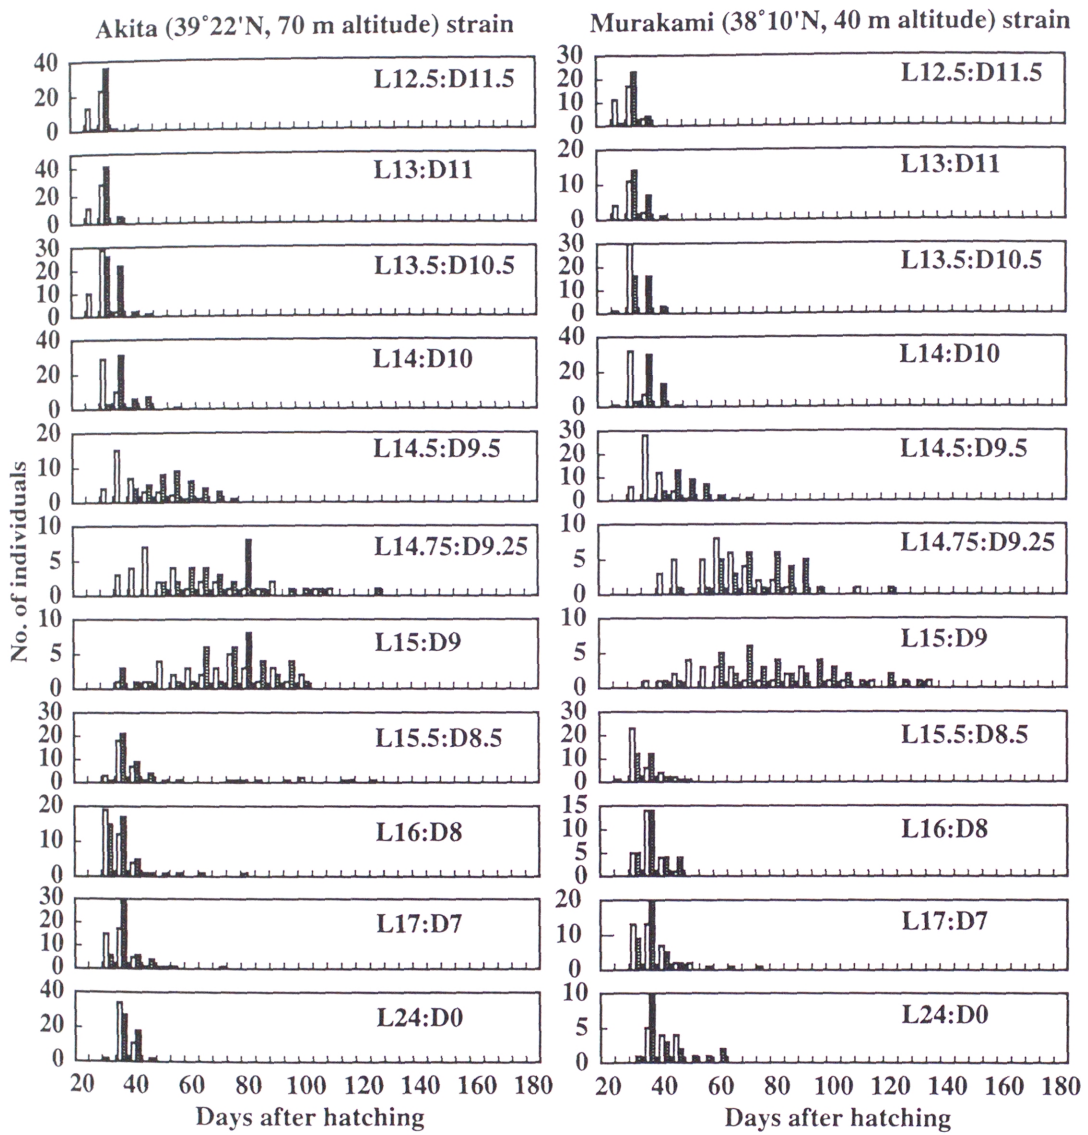 Akita (39°22'N, 70 m altitude) strain
40
20
0
L12.5:D11.5
40
20
0
L13:D11
30
20
10
0
L13.5:D10.5
40
20
0
L14:D10
20
10
0
L14.5:D9.5
10
5
0
L14.75:D9.25
10
5
0
L15:D9
30
20
10
0
L15.5:D8.5
20
10
0
L16:D8
30
20
10
0
L17:D7
40
20
0
L24:D0
20 40 60 80 100 120 140 160 180
Days after hatching
No. of individuals
Murakami (38°10'N, 40 m altitude) strain
30
20
10
0
L12.5:D11.5
20
10
0
L13:D11
30
20
10
0
L13.5:D10.5
40
20
0
L14:D10
30
20
10
0
L14.5:D9.5
10
5
0
L14.75:D9.25
10
5
0
L15:D9
30
20
10
0
L15.5:D8.5
15
10
5
0
L16:D8
20
10
0
L17:D7
10
5
0
L24:D0
20 40 60 80 100 120 140 160 180
Days after hatching